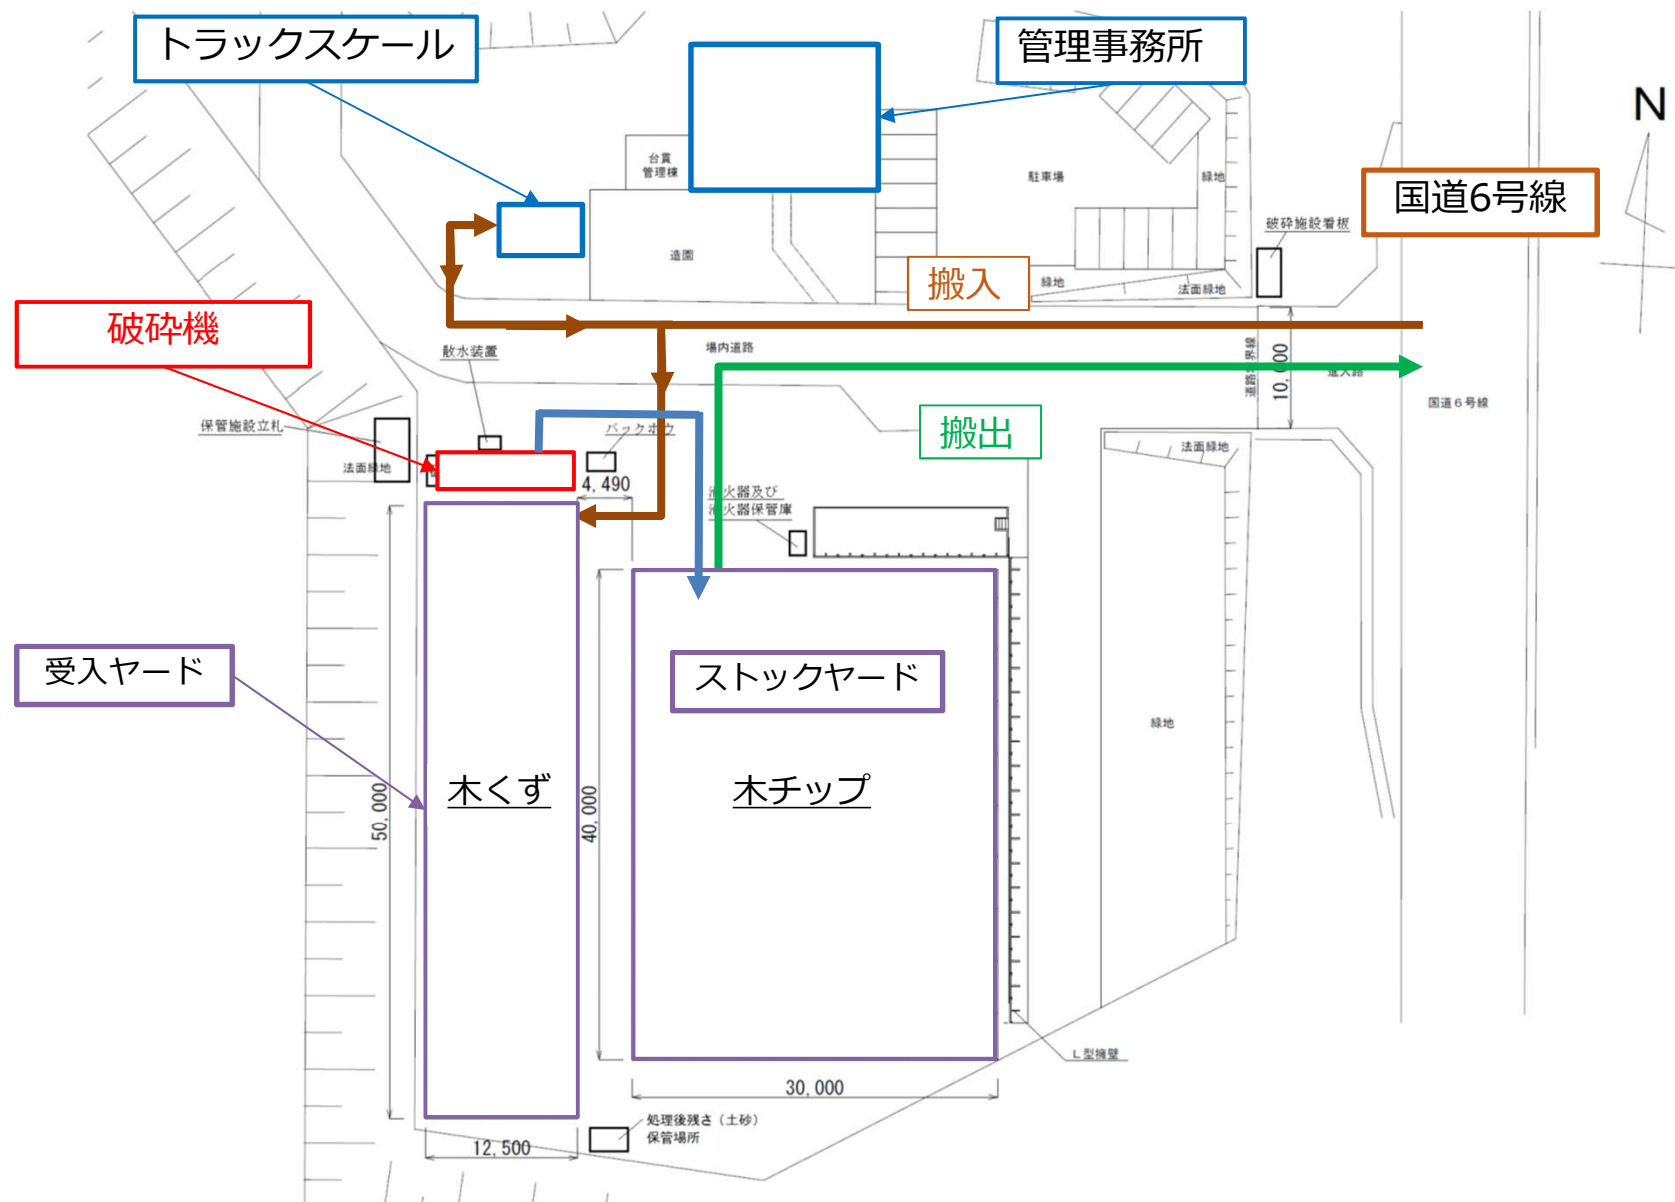 トラックスケール
管理事務所
N
台貫
管理棟
駐車場
緑地
国道6号線
破砕施設看板
造園
搬入
緑地
法面緑地
破砕機
散水装置
場内道路
10,000
国道６号線
保管施設立札
バックホウ
搬出
法面緑地
法面緑地
4,490
消火器及び
消火器保管庫
受入ヤード
ストックヤード
緑地
木くず
木チップ
50,000
40,000
Ｌ型擁壁
30,000
処理後残さ（土砂）
保管場所
12,500